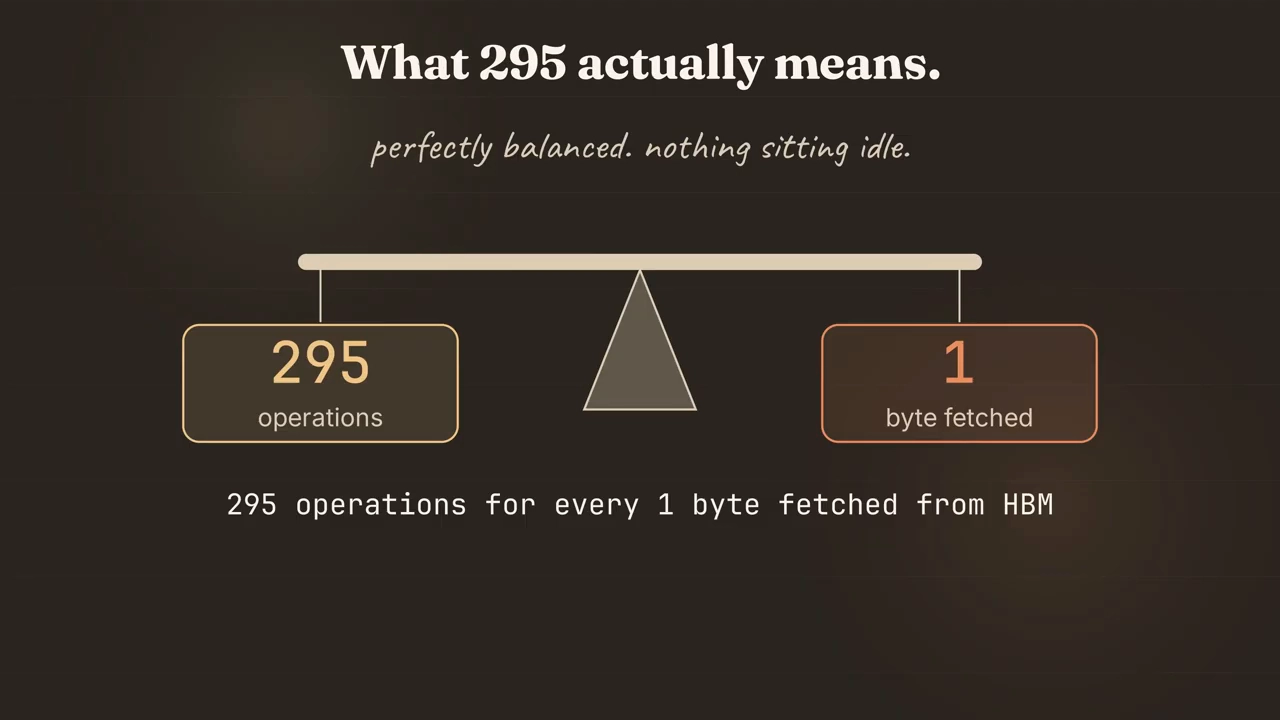 What 295 actually means.
perfectly balanced. nothing sitting idle.
295
operations
1
byte fetched
295 operations for every 1 byte fetched from HBM